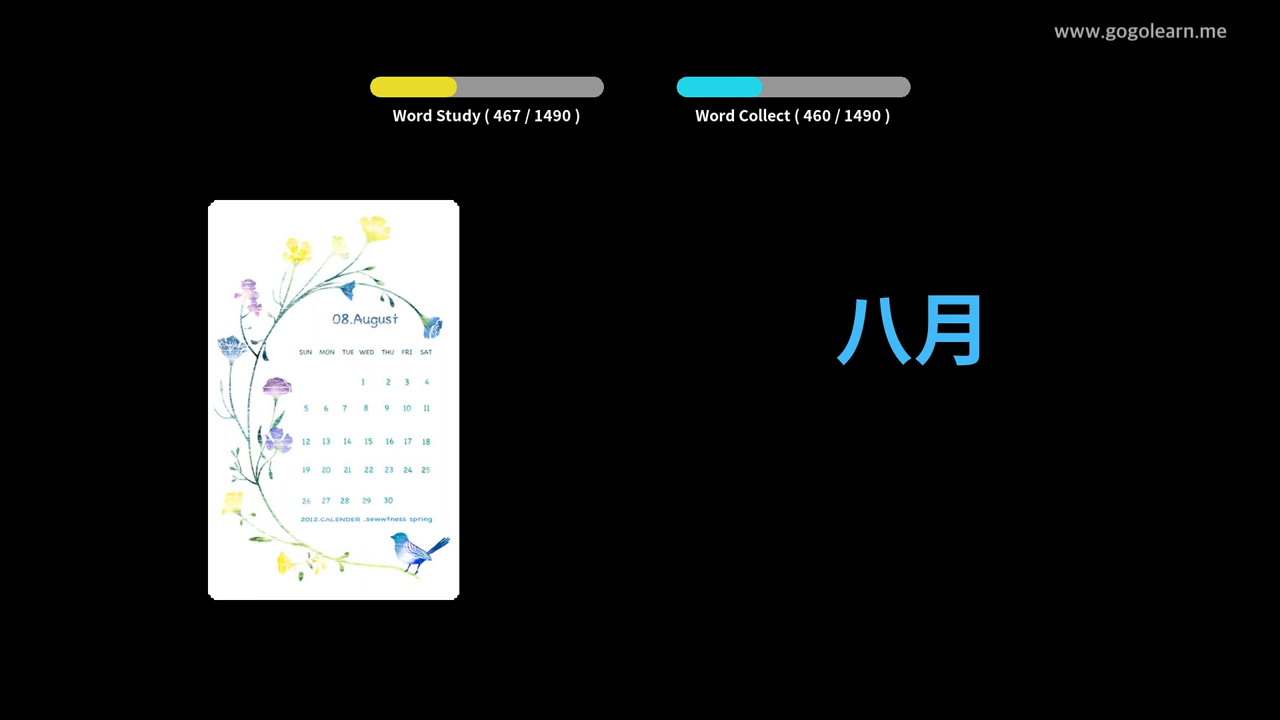 www.gogolearn.me
Word Study ( 467 / 1490 )
Word Collect ( 460 / 1490 )
八月
08.August
SUN MON TUE WED THU FRI SAT
1 2 3 4
5 6 7 8 9 10 11
12 13 14 15 16 17 18
19 20 21 22 23 24 25
26 27 28 29 30
2012.CALENDER .sewwtness spring